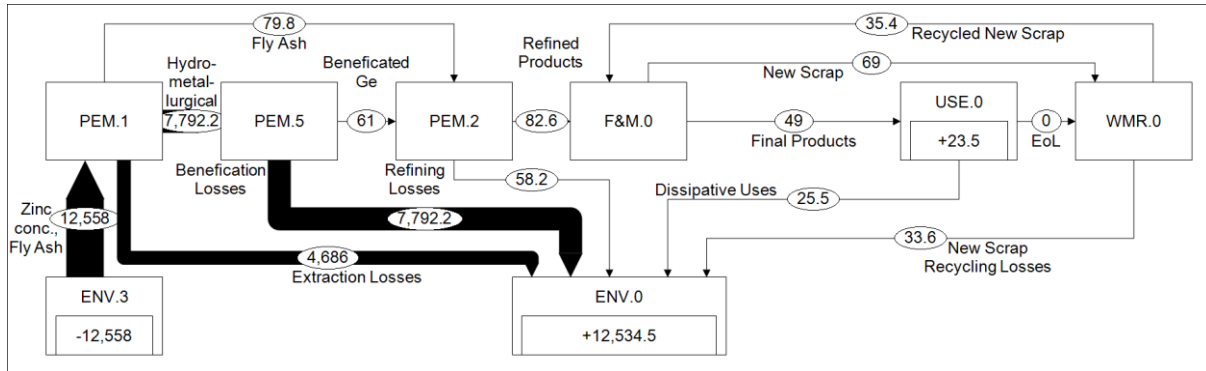 79.8
Fly Ash
35.4
Recycled New Scrap
Hydro-
metal-
lurgical
Beneficated
Ge
Refined
Products
69
New Scrap
PEM.1
7,792.2
PEM.5
61
PEM.2
82.6
F&M.0
49
Final Products
USE.0
+23.5
0
EoL
WMR.0
Benefication
Losses
Refining
Losses
58.2
Dissipative Uses
25.5
Zinc
conc.,
Fly Ash
12,558
7,792.2
33.6
New Scrap
Recycling Losses
4,686
Extraction Losses
ENV.3
-12,558
ENV.0
+12,534.5